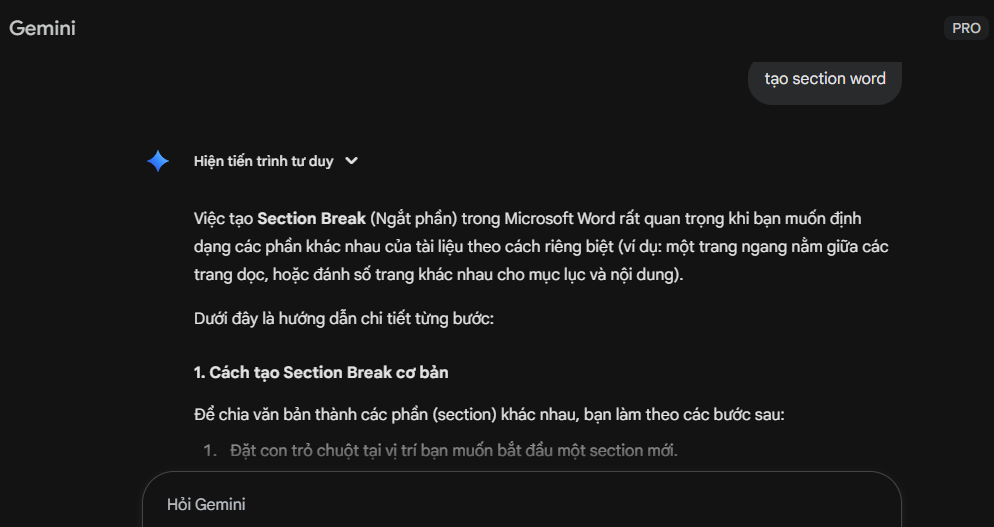 Gemini
PRO
tạo section word
Hiện tiến trình tư duy
Việc tạo Section Break (Ngắt phần) trong Microsoft Word rất quan trọng khi bạn muốn định
dạng các phần khác nhau của tài liệu theo cách riêng biệt (ví dụ: một trang ngang nằm giữa các
trang dọc, hoặc đánh số trang khác nhau cho mục lục và nội dung).
Dưới đây là hướng dẫn chi tiết từng bước:
1. Cách tạo Section Break cơ bản
Để chia văn bản thành các phần (section) khác nhau, bạn làm theo các bước sau:
1. Đặt con trỏ chuột tại vị trí bạn muốn bắt đầu một section mới.
Hỏi Gemini